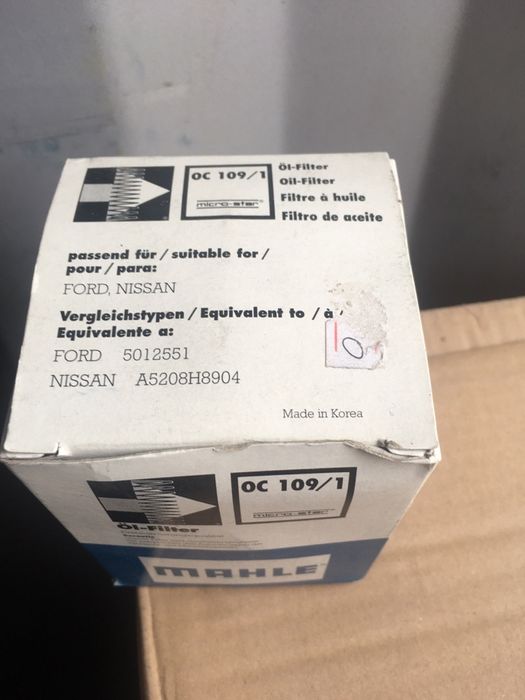 OC 109/1
micro-star®
Öl-Filter
Oil-Filter
Filtre à huile
Filtro de aceite
passend für / suitable for /
pour / para:
FORD, NISSAN
Vergleichstypen / Equivalent to / à
Equivalente a:
FORD 5012551
NISSAN A5208H8904
10
Made in Korea
OC 109/1
micro-star
Öl-Filter
MAHLE